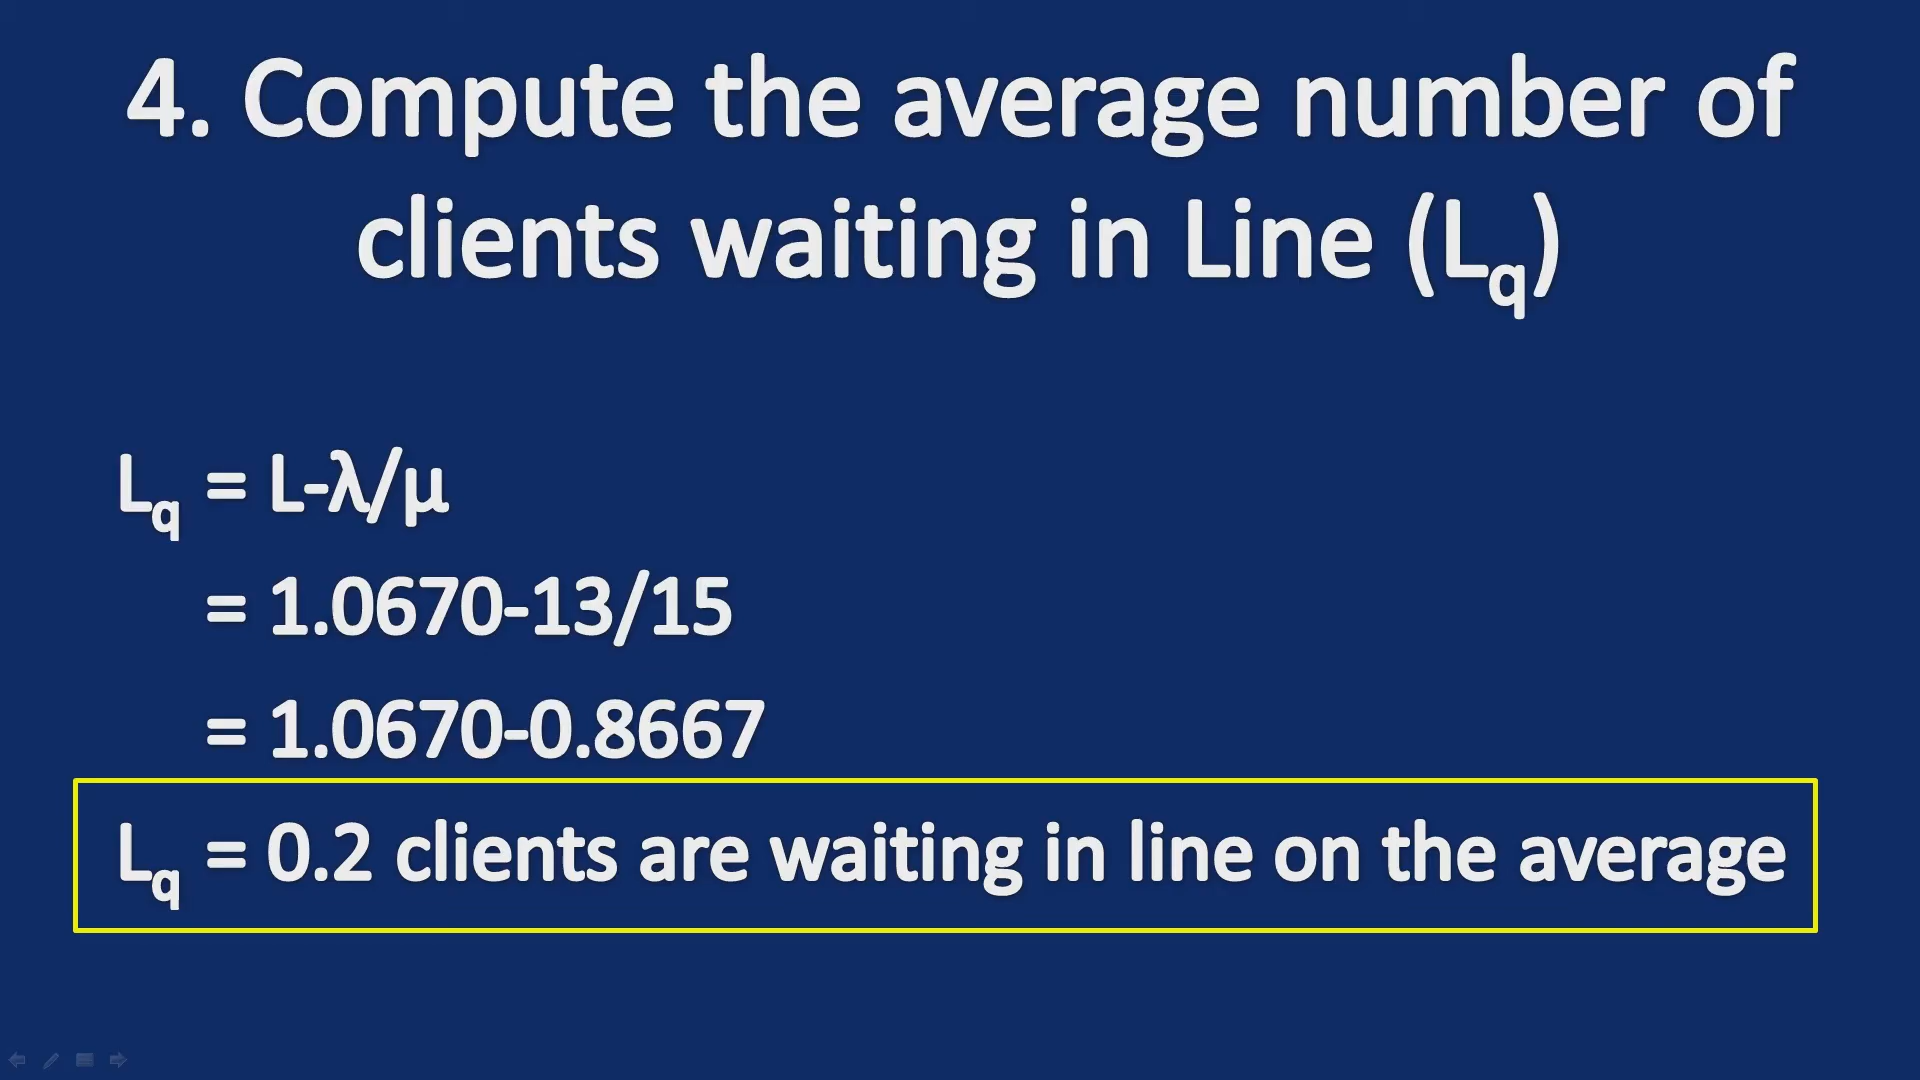 4. Compute the average number of
clients waiting in Line (Lq)
Lq = L-λ/μ
= 1.0670-13/15
= 1.0670-0.8667
Lq = 0.2 clients are waiting in line on the average